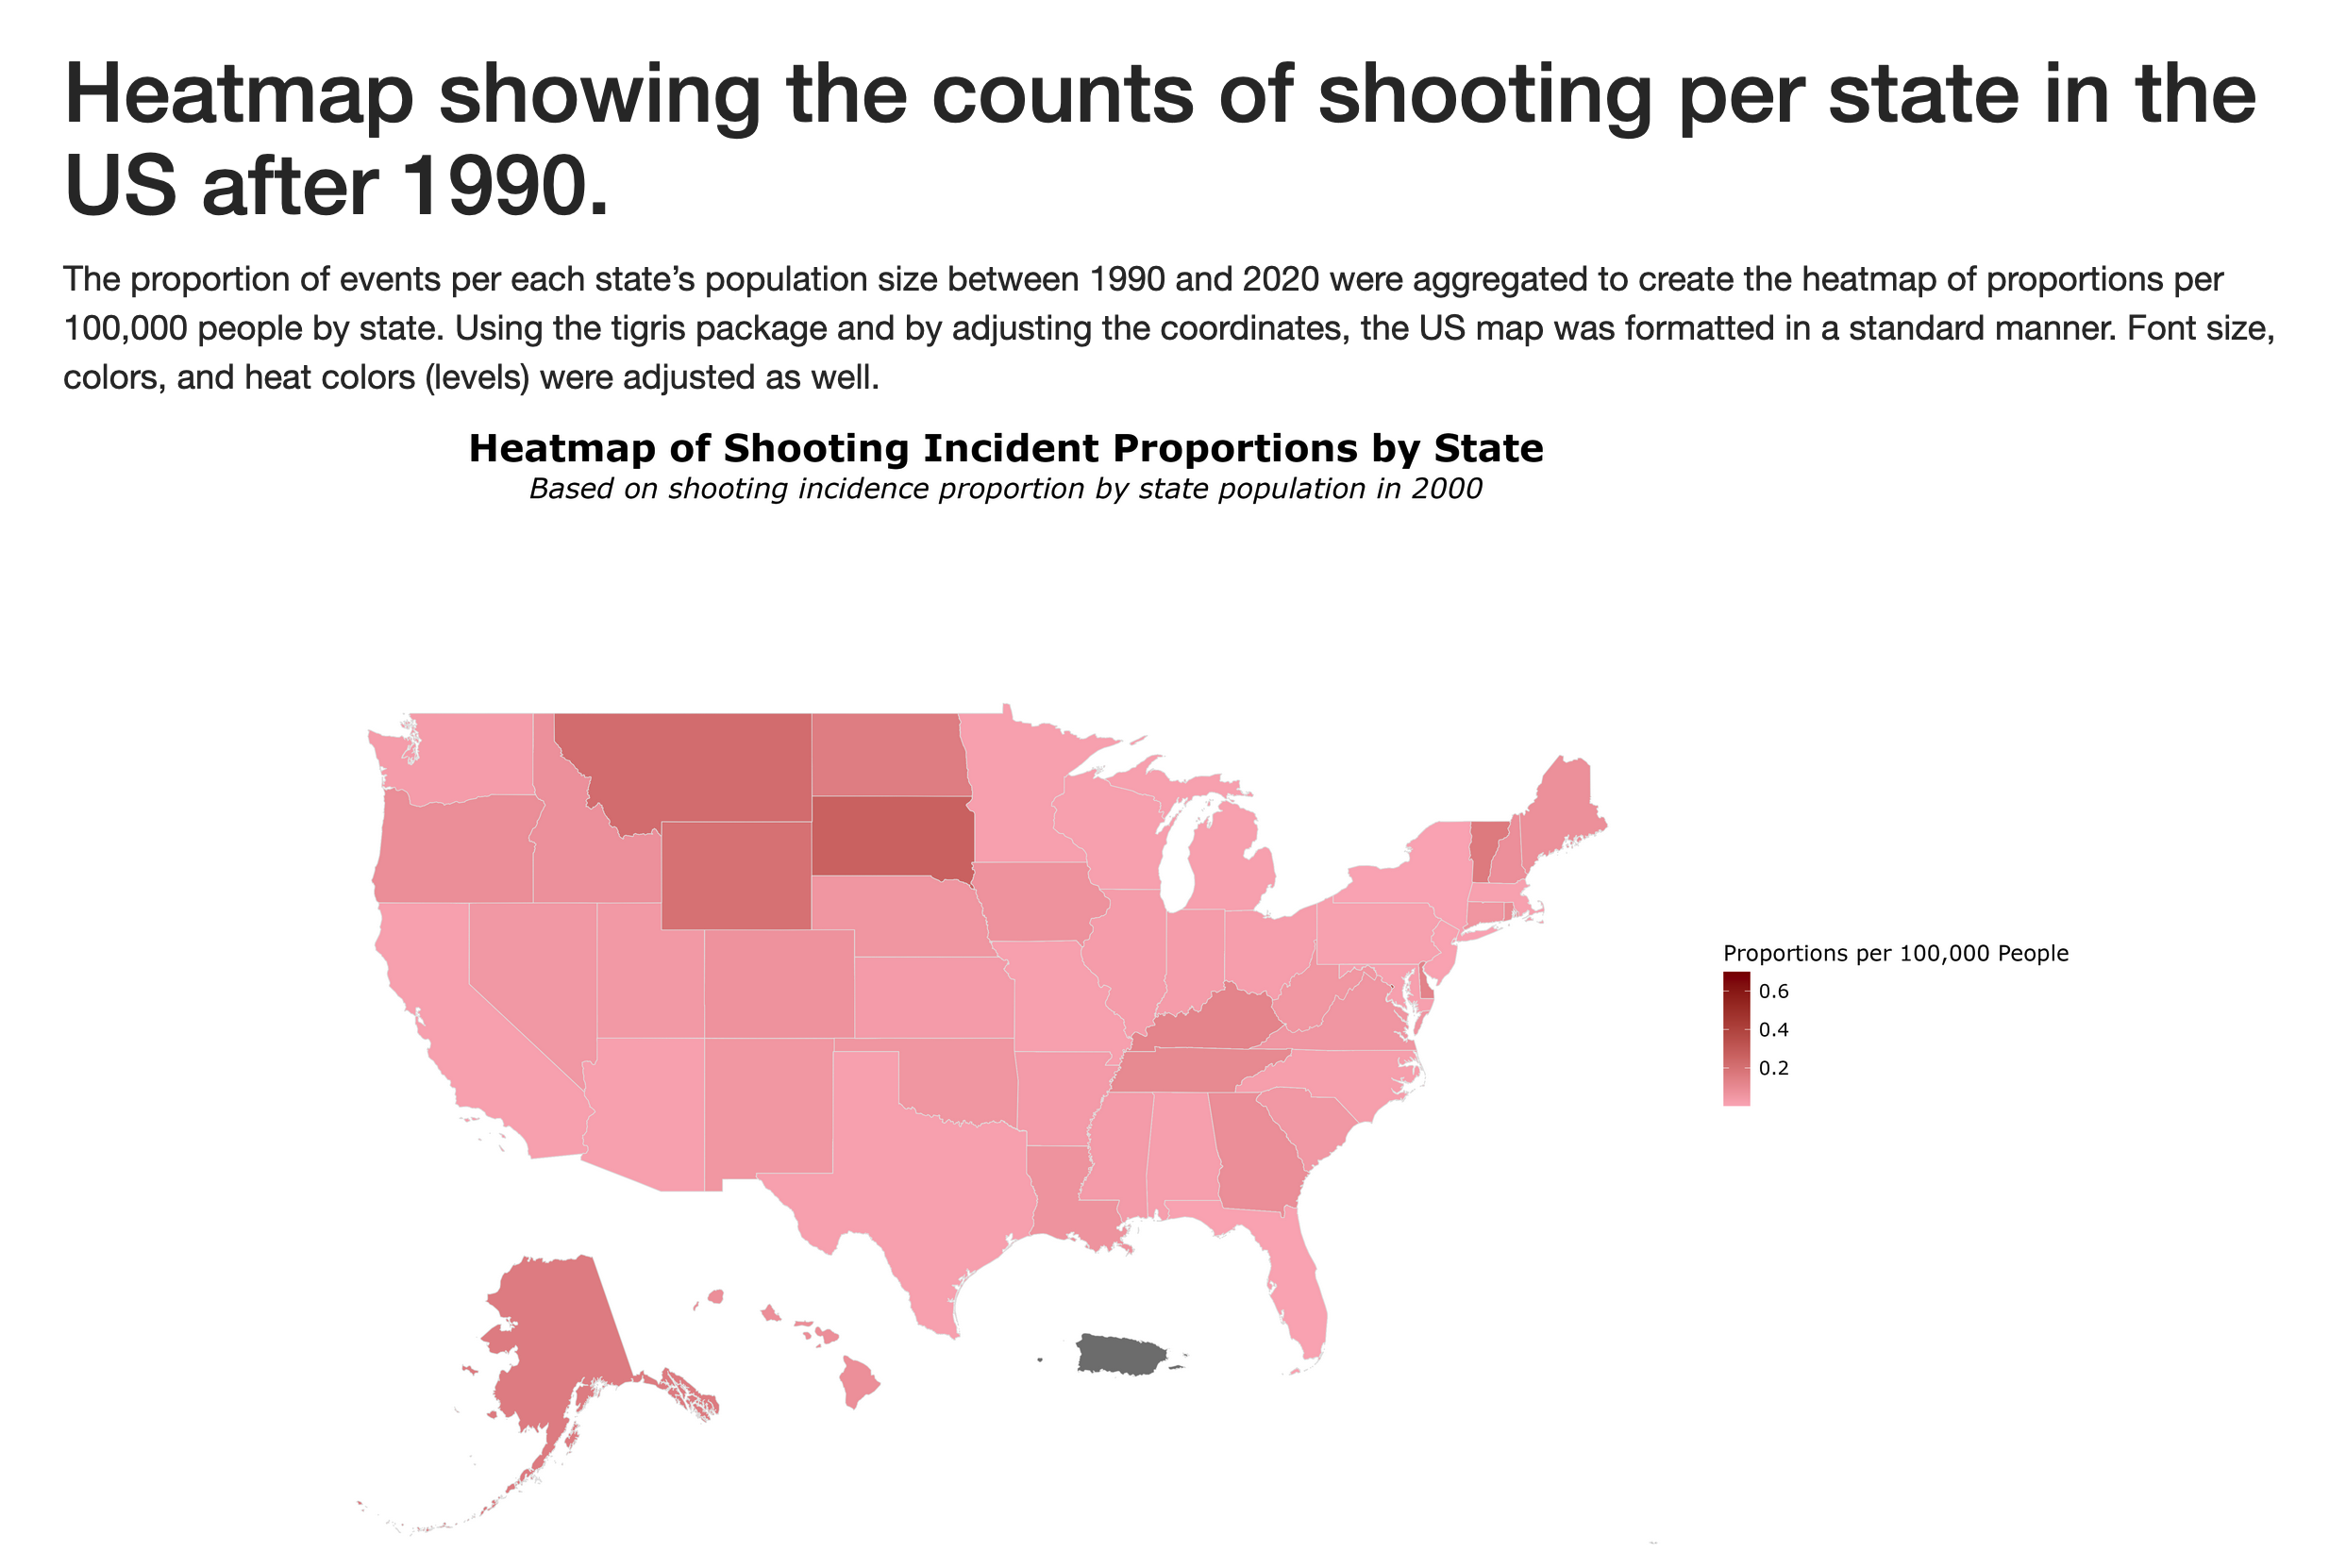 Heatmap showing the counts of shooting per state in the
US after 1990.
The proportion of events per each state’s population size between 1990 and 2020 were aggregated to create the heatmap of proportions per
100,000 people by state. Using the tigris package and by adjusting the coordinates, the US map was formatted in a standard manner. Font size,
colors, and heat colors (levels) were adjusted as well.
Heatmap of Shooting Incident Proportions by State
Based on shooting incidence proportion by state population in 2000
Proportions per 100,000 People
0.6
0.4
0.2